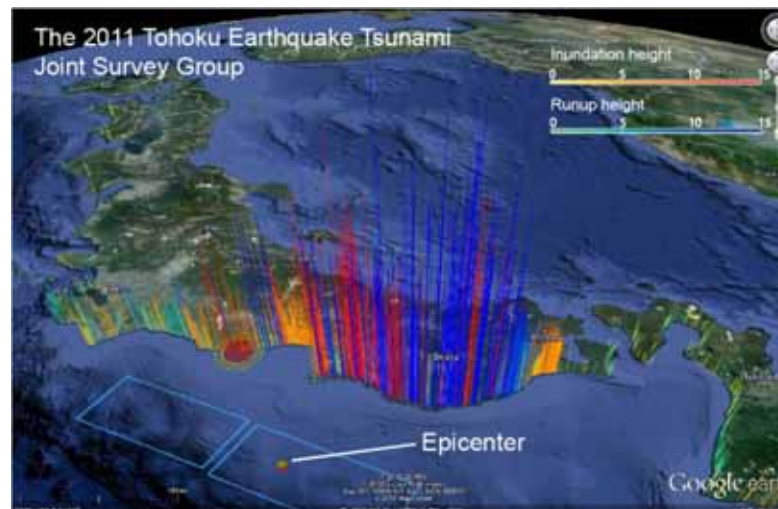 The 2011 Tohoku Earthquake Tsunami
Joint Survey Group
Inundation height
0 5 10 15
Runup height
0 5 10 15
Epicenter
Google eart